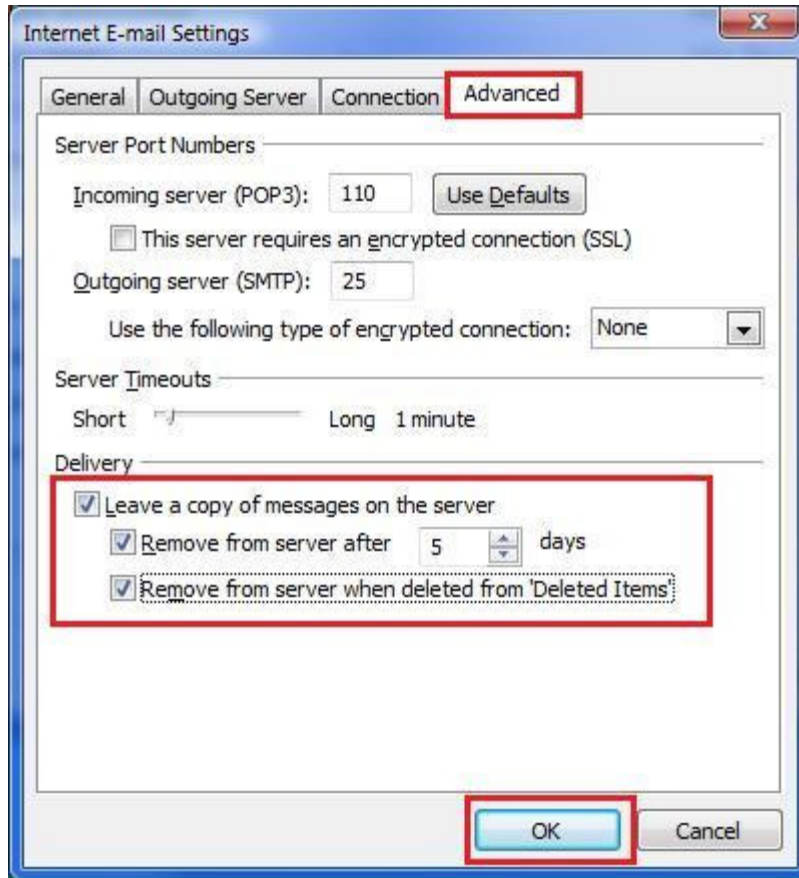 Internet E-mail Settings
General Outgoing Server Connection Advanced
Server Port Numbers
Incoming server (POP3): 110 Use Defaults
This server requires an encrypted connection (SSL)
Outgoing server (SMTP): 25
Use the following type of encrypted connection: None
Server Timeouts
Short Long 1 minute
Delivery
Leave a copy of messages on the server
Remove from server after 5 days
Remove from server when deleted from 'Deleted Items'
OK Cancel